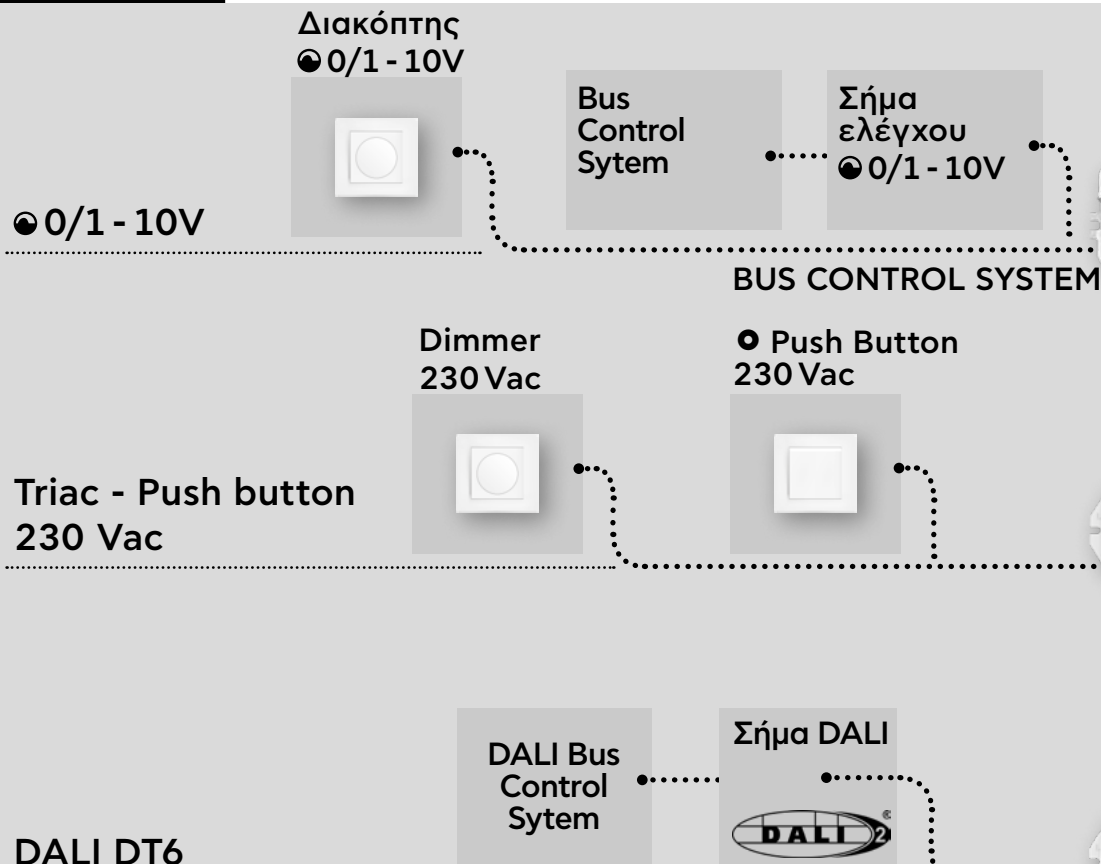 Διακόπτης
0/1 - 10V
Bus
Control
Sytem
Σήμα
ελέγχου
0/1 - 10V
0/1 - 10V
BUS CONTROL SYSTEM
Dimmer
230 Vac
Push Button
230 Vac
Triac - Push button
230 Vac
DALI Bus
Control
Sytem
Σήμα DALI
DALI 2 ®
DALI DT6